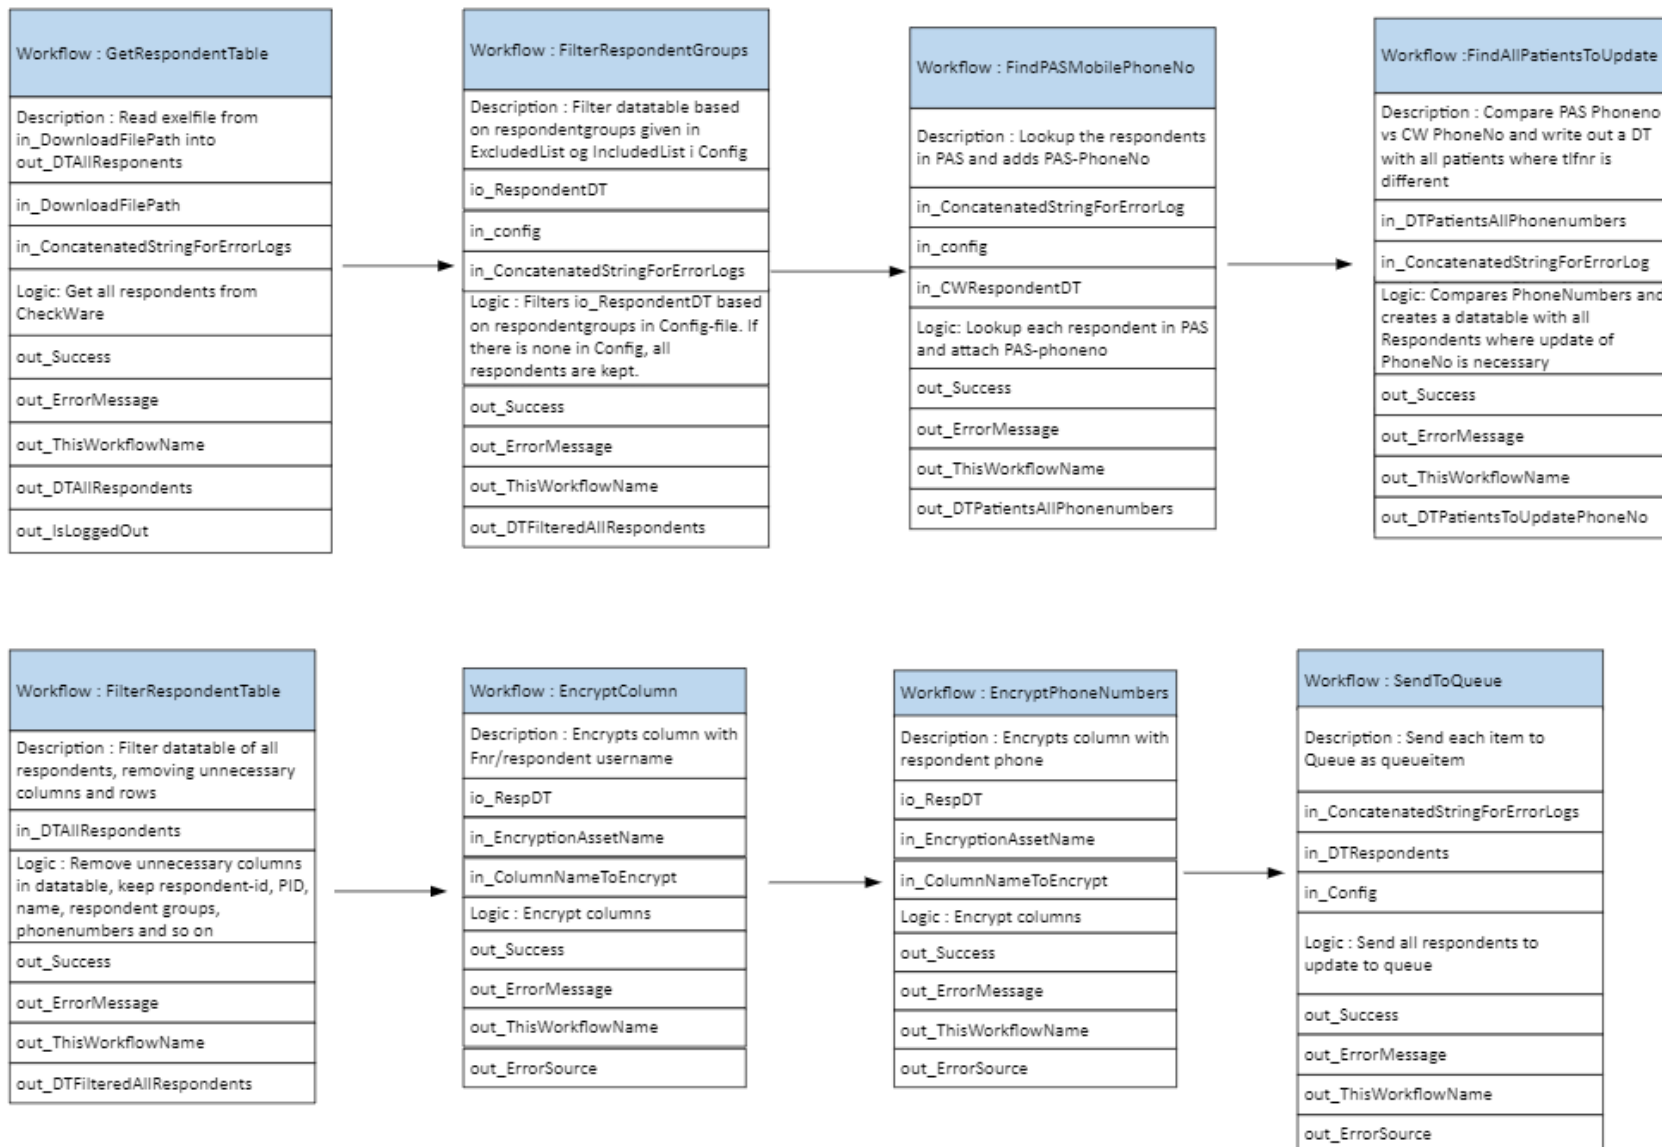 Workflow : GetRespondentTable
Description : Read exelfile from
in_DownloadFilePath into
out_DTAllResponents
in_DownloadFilePath
in_ConcatenatedStringForErrorLogs
Logic: Get all respondents from
CheckWare
out_Success
out_ErrorMessage
out_ThisWorkflowName
out_DTAllRespondents
out_IsLoggedOut
Workflow : FilterRespondentGroups
Description : Filter datatable based
on respondentgroups given in
ExcludedList og IncludedList i Config
io_RespondentDT
in_config
in_ConcatenatedStringForErrorLogs
Logic : Filters io_RespondentDT based
on respondentgroups in Config-file. If
there is none in Config, all
respondents are kept.
out_Success
out_ErrorMessage
out_ThisWorkflowName
out_DTFilteredAllRespondents
Workflow : FindPASMobilePhoneNo
Description : Lookup the respondents
in PAS and adds PAS-PhoneNo
in_ConcatenatedStringForErrorLog
in_config
in_CWRespondentDT
Logic: Lookup each respondent in PAS
and attach PAS-phoneno
out_Success
out_ErrorMessage
out_ThisWorkflowName
out_DTPatientsAllPhonenumbers
Workflow :FindAllPatientsToUpdate
Description : Compare PAS Phoneno
vs CW PhoneNo and write out a DT
with all patients where tlfnr is
different
in_DTPatientsAllPhonenumbers
in_ConcatenatedStringForErrorLog
Logic: Compares PhoneNumbers and
creates a datatable with all
Respondents where update of
PhoneNo is necessary
out_Success
out_ErrorMessage
out_ThisWorkflowName
out_DTPatientsToUpdatePhoneNo
Workflow : FilterRespondentTable
Description : Filter datatable of all
respondents, removing unnecessary
columns and rows
in_DTAllRespondents
Logic : Remove unnecessary columns
in datatable, keep respondent-id, PID,
name, respondent groups,
phonenumbers and so on
out_Success
out_ErrorMessage
out_ThisWorkflowName
out_DTFilteredAllRespondents
Workflow : EncryptColumn
Description : Encrypts column with
Fnr/respondent username
io_RespDT
in_EncryptionAssetName
in_ColumnNameToEncrypt
Logic : Encrypt columns
out_Success
out_ErrorMessage
out_ThisWorkflowName
out_ErrorSource
Workflow : EncryptPhoneNumbers
Description : Encrypts column with
respondent phone
io_RespDT
in_EncryptionAssetName
in_ColumnNameToEncrypt
Logic : Encrypt columns
out_Success
out_ErrorMessage
out_ThisWorkflowName
out_ErrorSource
Workflow : SendToQueue
Description : Send each item to
Queue as queueitem
in_ConcatenatedStringForErrorLogs
in_DTRespondents
in_Config
Logic : Send all respondents to
update to queue
out_Success
out_ErrorMessage
out_ThisWorkflowName
out_ErrorSource